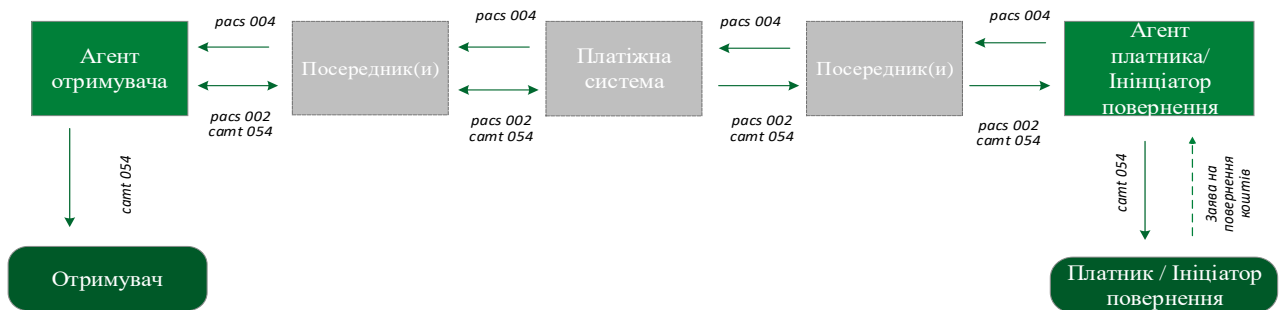 pacs 004
pacs 004
pacs 004
pacs 004
Агент
отримувача
Посередник(и)
Платіжна
система
Посередник(и)
Агент
платника/
Інінціатор
повернення
pacs 002
camt 054
pacs 002
camt 054
pacs 002
camt 054
pacs 002
camt 054
camt 054
camt 054
Заява на
повернення
коштів
Отримувач
Платник / Ініціатор
повернення